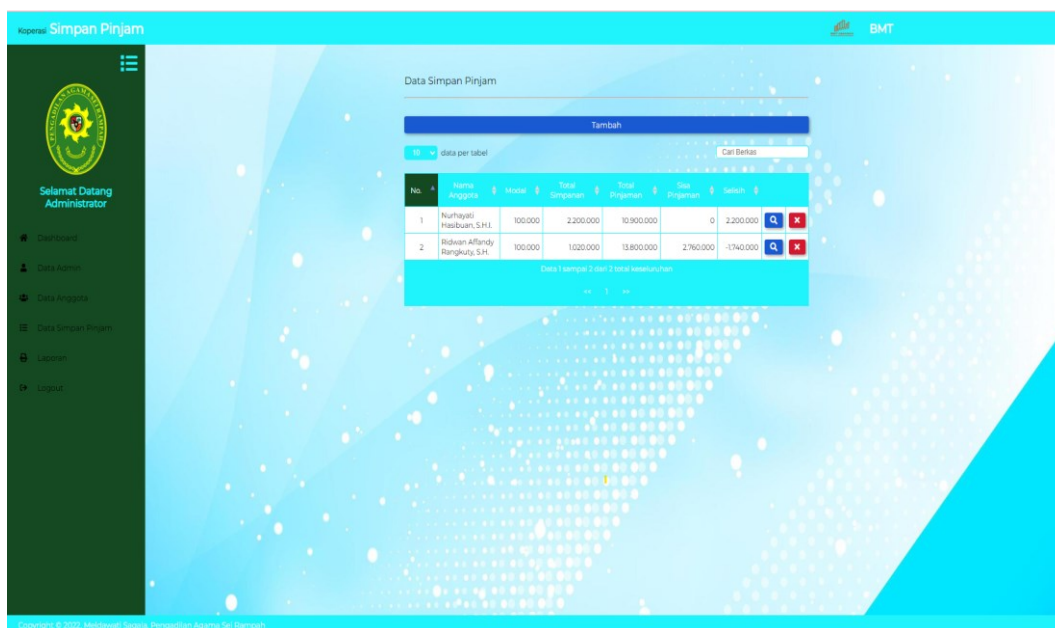 Koperasi Simpan Pinjam
BMT
Selamat Datang
Administrator
Dashboard
Data Admin
Data Anggota
Data Simpan Pinjam
Laporan
Logout
Data Simpan Pinjam
Tambah
10 data per tabel
Cari Berkas
No. Nama Anggota Modal Total Simpanan Total Pinjaman Sisa Pinjaman Selisih
1 Nurhayati Hasibuan, S.H.I. 100.000 2.200.000 10.900.000 0 2.200.000
2 Ridwan Affandy Rangkuty, S.H. 100.000 1.020.000 13.800.000 2.760.000 -1.740.000
Data 1 sampai 2 dari 2 total keseluruhan
<< 1 >>
Copyright © 2022. Meldawati Saragia, Pengadilan Agama Sei Rampah